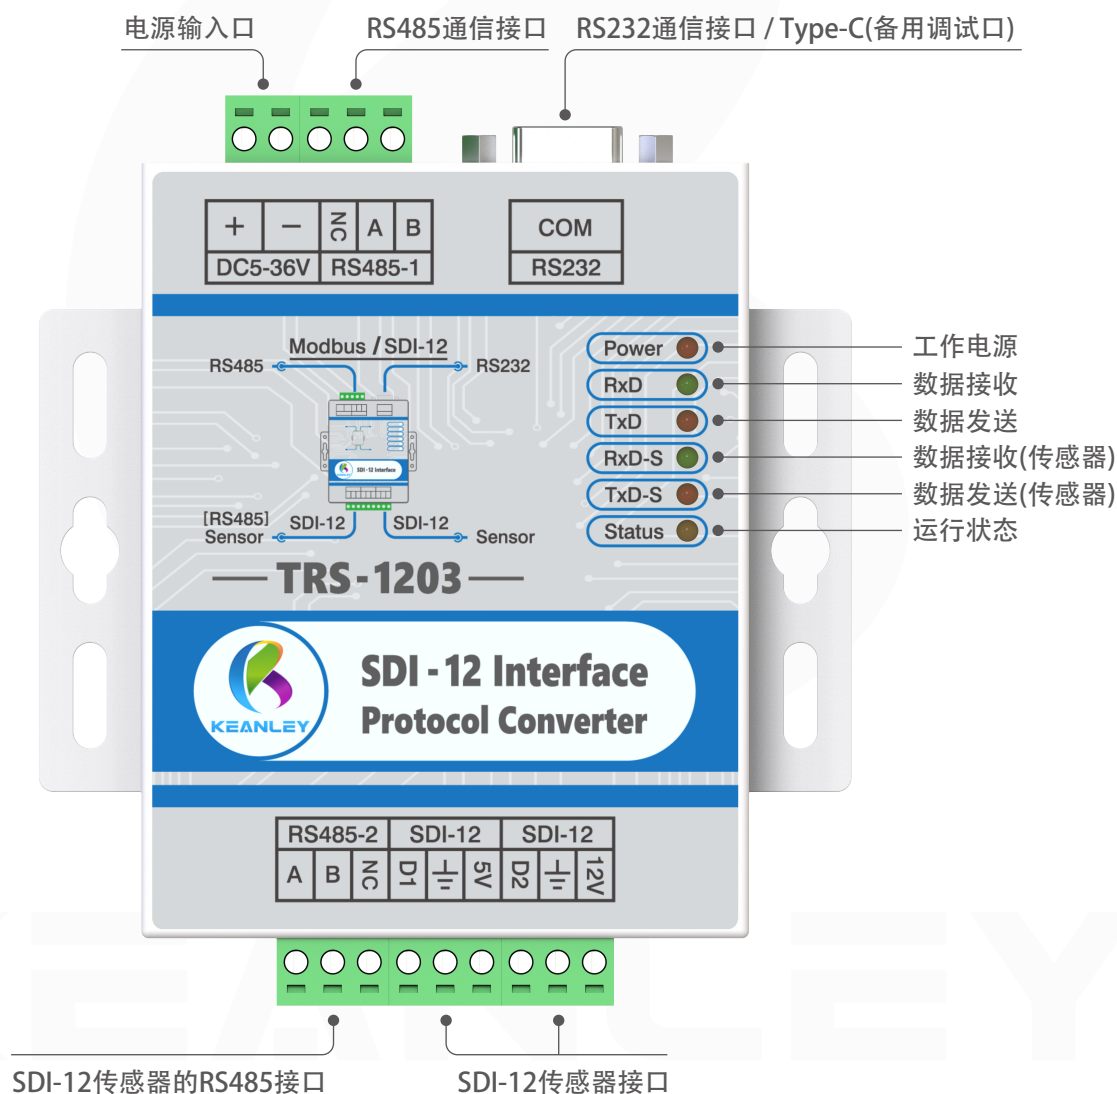 电源输入口
RS485通信接口
RS232通信接口 / Type-C(备用调试口)
+ − NC A B
DC5-36V RS485-1
COM
RS232
Modbus / SDI-12
RS485
RS232
SDI-12 Interface
[RS485]
Sensor
SDI-12
SDI-12
Sensor
TRS-1203
Power
工作电源
RxD
数据接收
TxD
数据发送
RxD-S
数据接收(传感器)
TxD-S
数据发送(传感器)
Status
运行状态
KEANLEY
SDI-12 Interface
Protocol Converter
RS485-2 SDI-12 SDI-12
A B NC D1 5V D2 12V
KEANLEY
SDI-12传感器的RS485接口
SDI-12传感器接口